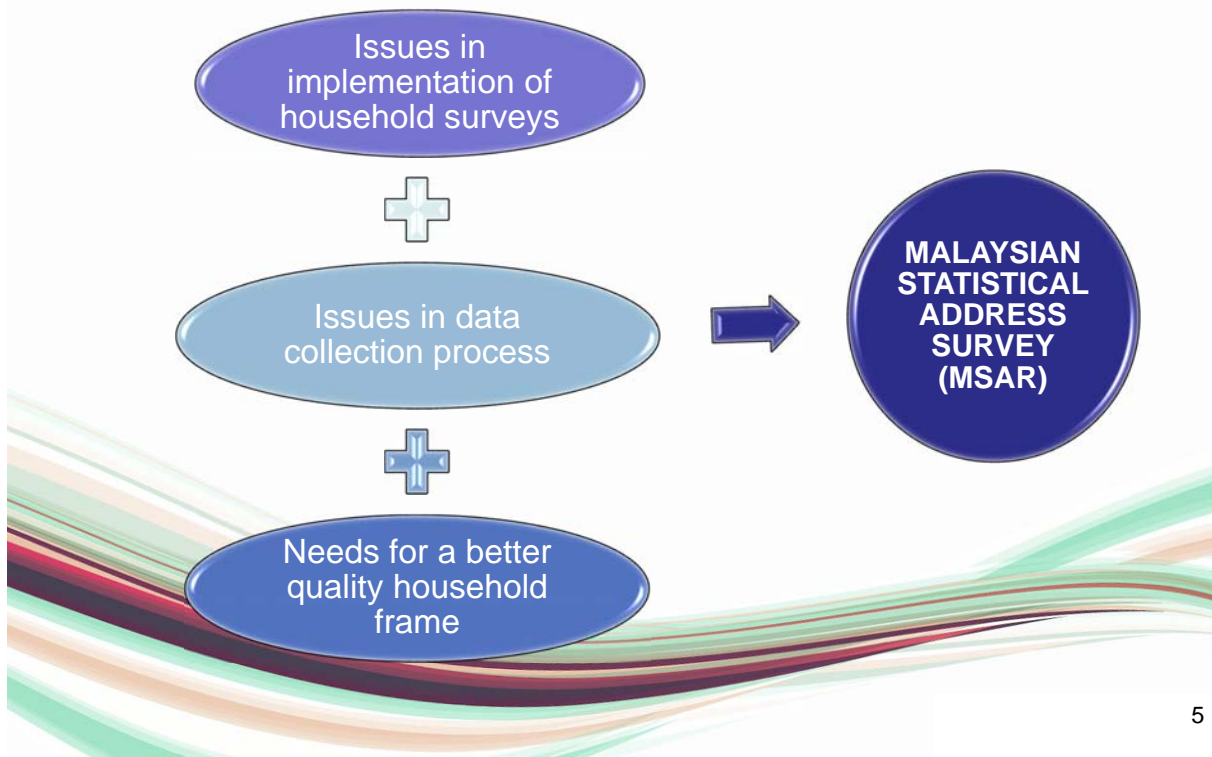 Issues in
implementation of
household surveys
Issues in data
collection process
Needs for a better
quality household
frame
MALAYSIAN
STATISTICAL
ADDRESS
SURVEY
(MSAR)
5